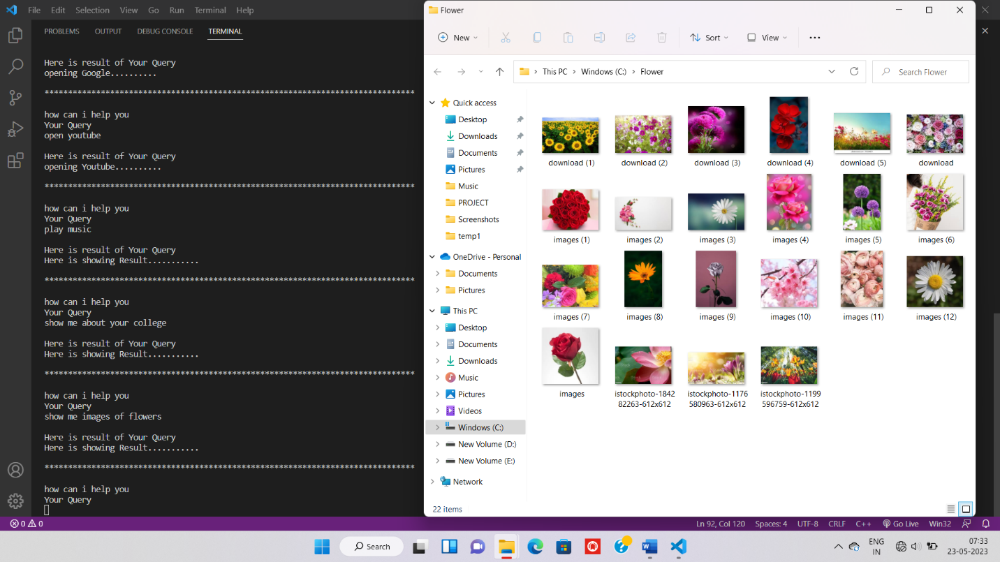 File Edit Selection View Go Run Terminal Help
PROBLEMS OUTPUT DEBUG CONSOLE TERMINAL
Here is result of Your Query
opening Google..........
********************************************************************************
how can i help you
Your Query
open youtube
Here is result of Your Query
opening Youtube..........
********************************************************************************
how can i help you
Your Query
play music
Here is result of Your Query
Here is showing Result...........
********************************************************************************
how can i help you
Your Query
show me about your college
Here is result of Your Query
Here is showing Result...........
********************************************************************************
how can i help you
Your Query
show me images of flowers
Here is result of Your Query
Here is showing Result...........
********************************************************************************
how can i help you
Your Query
Flower
New Sort View
This PC > Windows (C:) > Flower
Search Flower
Quick access
Desktop
Downloads
Documents
Pictures
Music
PROJECT
Screenshots
temp1
OneDrive - Personal
Documents
Pictures
This PC
Desktop
Documents
Downloads
Music
Pictures
Videos
Windows (C:)
New Volume (D:)
New Volume (E:)
Network
download (1) download (2) download (3) download (4) download (5) download
images (1) images (2) images (3) images (4) images (5) images (6)
images (7) images (8) images (9) images (10) images (11) images (12)
images istockphoto-184282263-612x612 istockphoto-1176580963-612x612 istockphoto-1199596759-612x612
22 items
0 0 Ln 92, Col 120 Spaces: 4 UTF-8 CRLF C++ Go Live Win32
Search
ENG
IN
07:33
23-05-2023